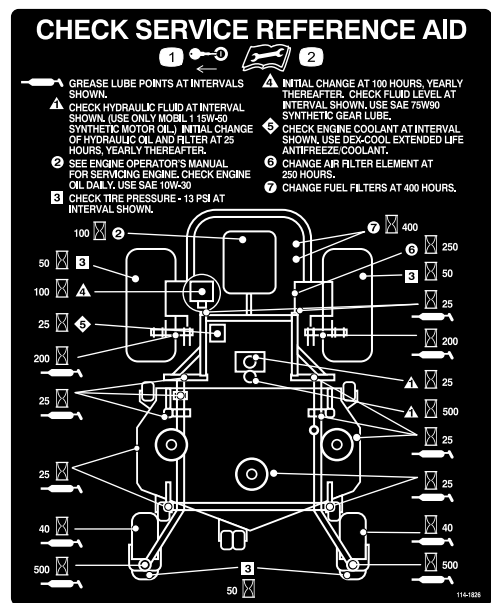 CHECK SERVICE REFERENCE AID
1 2
GREASE LUBE POINTS AT INTERVALS
SHOWN.
1 CHECK HYDRAULIC FLUID AT INTERVAL
SHOWN. (USE ONLY MOBIL 1 15W-50
SYNTHETIC MOTOR OIL.) INITIAL CHANGE
OF HYDRAULIC OIL AND FILTER AT 25
HOURS, YEARLY THEREAFTER.
2 SEE ENGINE OPERATOR'S MANUAL
FOR SERVICING ENGINE. CHECK ENGINE
OIL DAILY. USE SAE 10W-30
3 CHECK TIRE PRESSURE - 13 PSI AT
INTERVAL SHOWN.
4 INITIAL CHANGE AT 100 HOURS, YEARLY
THEREAFTER. CHECK FLUID LEVEL AT
INTERVAL SHOWN. USE SAE 75W90
SYNTHETIC GEAR LUBE.
5 CHECK ENGINE COOLANT AT INTERVAL
SHOWN. USE DEX-COOL EXTENDED LIFE
ANTIFREEZE/COOLANT.
6 CHANGE AIR FILTER ELEMENT AT
250 HOURS.
7 CHANGE FUEL FILTERS AT 400 HOURS.
100 2
7 400
6 250
50 3
3 50
100 4
25
25 5
200
200
1 25
25
1 500
25
25
25
40
40
500
500
3
50
114-1826